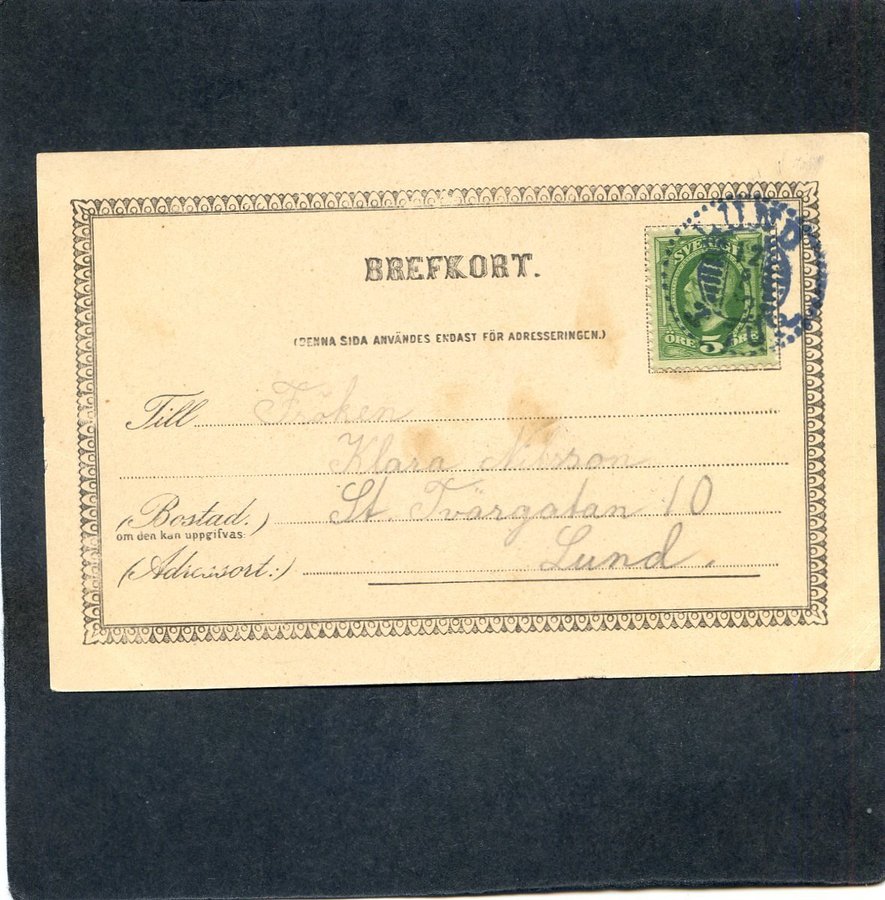 BREFKORT.
(DENNA SIDA ANVÄNDES ENDAST FÖR ADRESSERINGEN.)
LUND
SVERIGE
ÖRE 5 ÖRE
Till Fröken
Klara Nilsson
(Bostad.) St. Tvärgatan 10
om den kan uppgifvas:
(Adressort:) Lund.